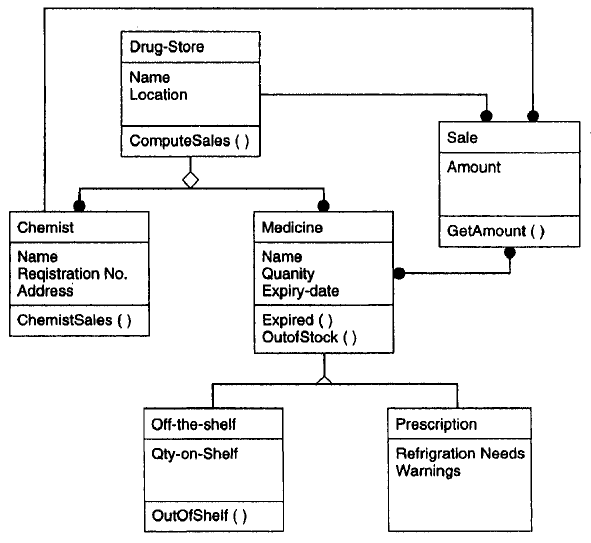 Drug-Store
Name
Location
ComputeSales ( )
Sale
Amount
GetAmount ( )
Chemist
Name
Reqistration No.
Address
ChemistSales ( )
Medicine
Name
Quanity
Expiry-date
Expired ( )
OutofStock ( )
Off-the-shelf
Qty-on-Shelf
OutOfShelf ( )
Prescription
Refrigration Needs
Warnings